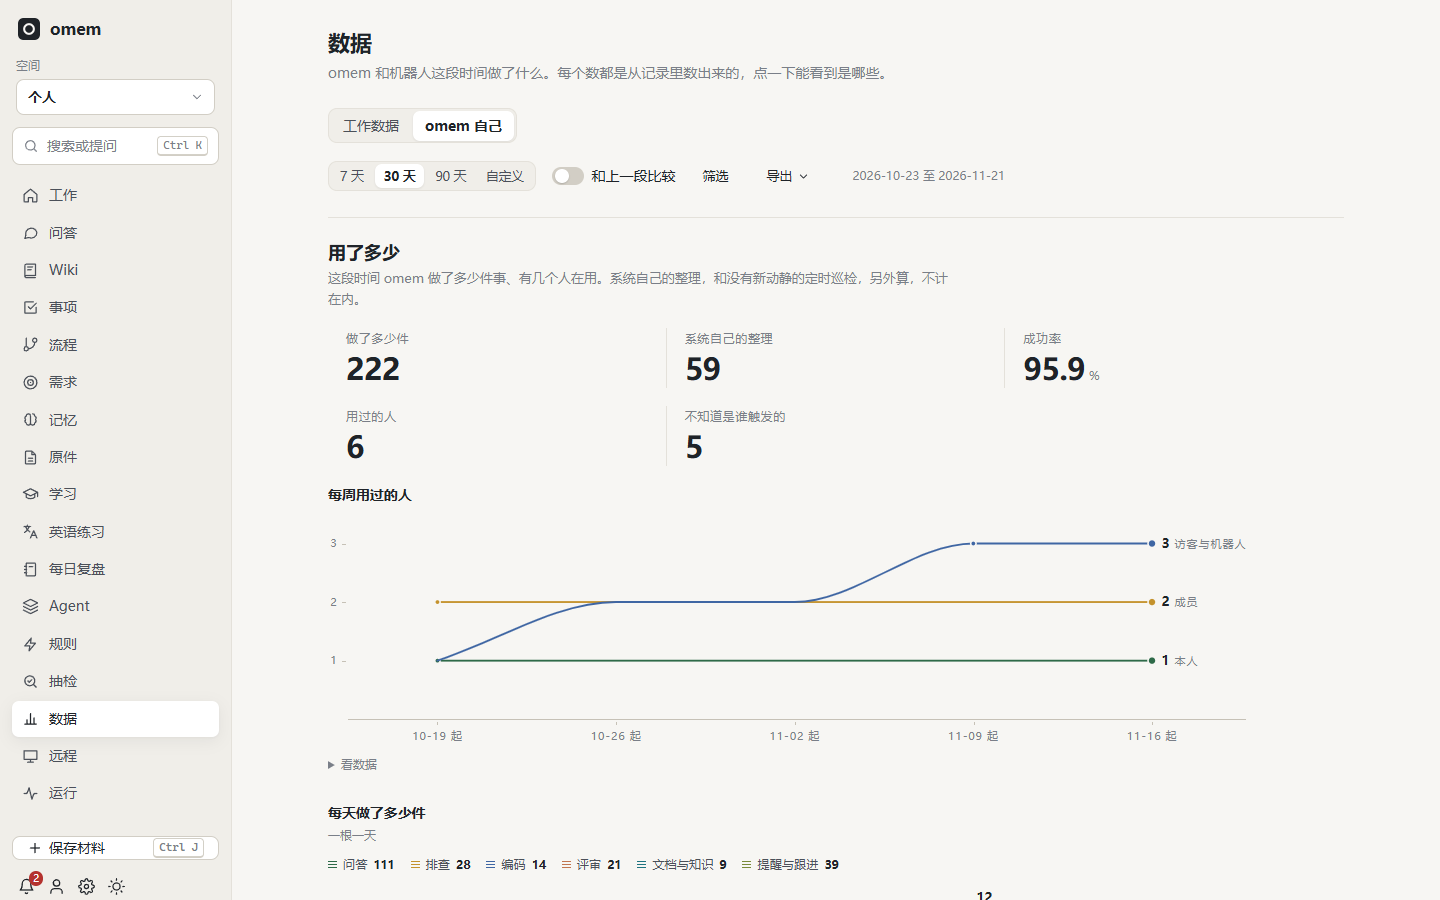 omem
空间
个人
搜索或提问 Ctrl K
工作
问答
Wiki
事项
流程
需求
记忆
原件
学习
英语练习
每日复盘
Agent
规则
抽检
数据
远程
运行
保存材料 Ctrl J
2
数据
omem 和机器人这段时间做了什么。每个数都是从记录里数出来的，点一下能看到是哪些。
工作数据 omem 自己
7 天 30 天 90 天 自定义 和上一段比较 筛选 导出 2026-10-23 至 2026-11-21
用了多少
这段时间 omem 做了多少件事、有几个人在用。系统自己的整理，和没有新动静的定时巡检，另外算，不计
在内。
做了多少件 系统自己的整理 成功率
222 59 95.9 %
用过的人 不知道是谁触发的
6 5
每周用过的人
3 3 访客与机器人
2 2 成员
1 1 本人
10-19 起 10-26 起 11-02 起 11-09 起 11-16 起
看数据
每天做了多少件
一根一天
问答 111 排查 28 编码 14 评审 21 文档与知识 9 提醒与跟进 39
12